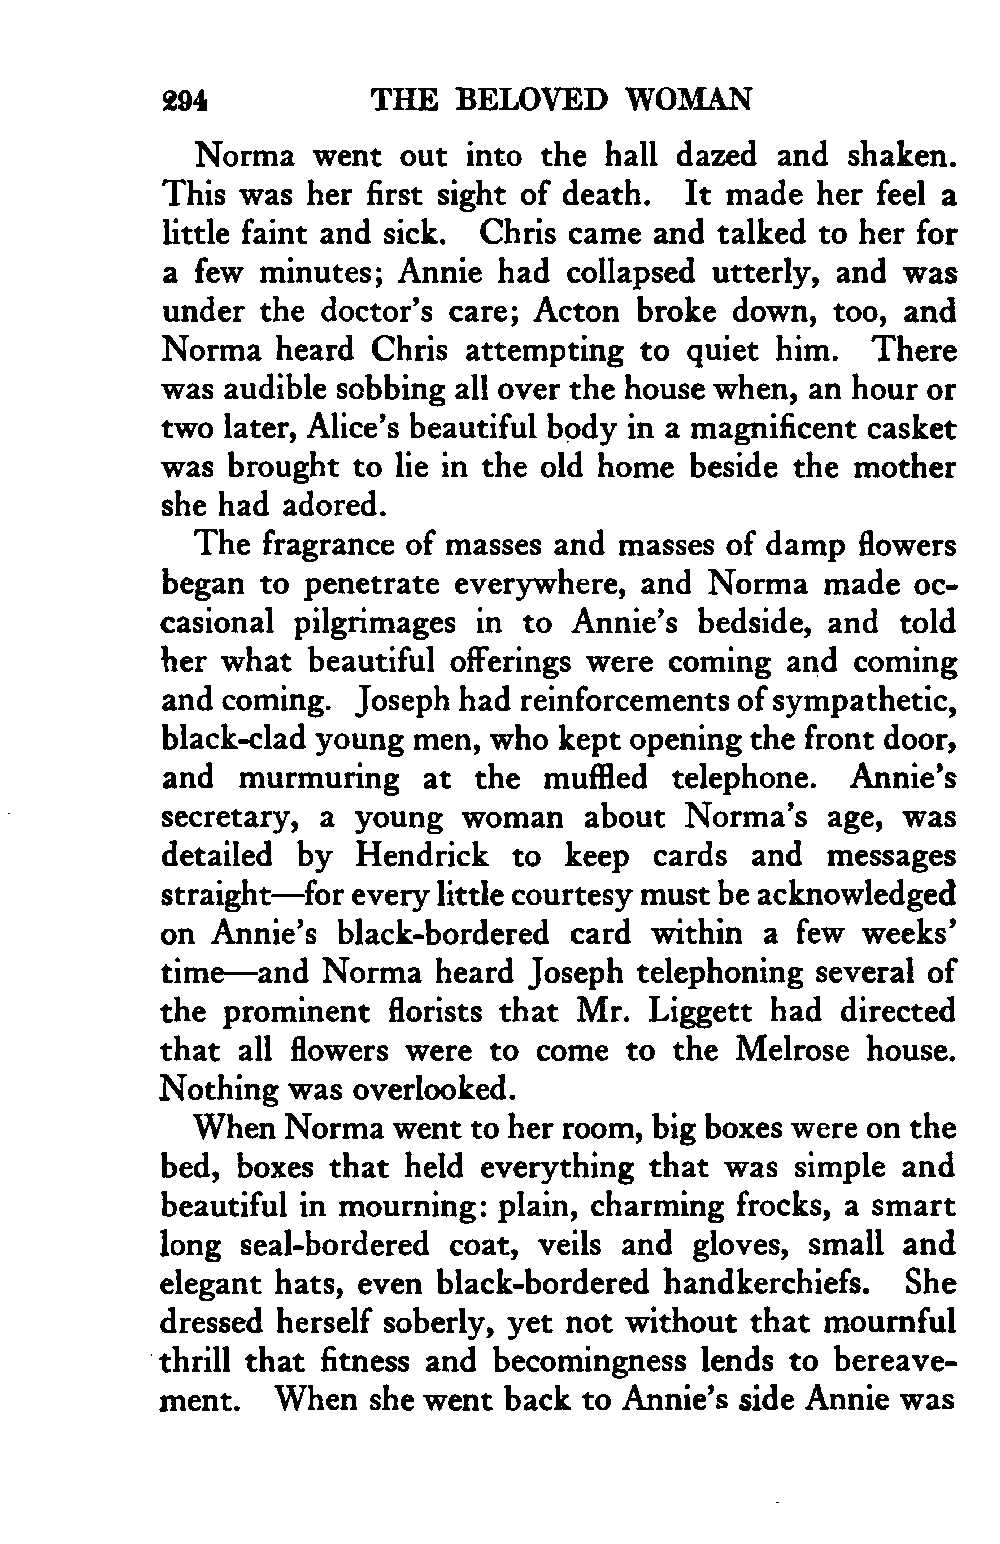 294 THE BELOVED WOMAN
Norma went out into the hall dazed and shaken.
This was her first sight of death. It made her feel a
little faint and sick. Chris came and talked to her for
a few minutes; Annie had collapsed utterly, and was
under the doctor's care; Acton broke down, too, and
Norma heard Chris attempting to quiet him. There
was audible sobbing all over the house when, an hour or
two later, Alice's beautiful body in a magnificent casket
was brought to lie in the old home beside the mother
she had adored.
The fragrance of masses and masses of damp flowers
began to penetrate everywhere, and Norma made oc-
casional pilgrimages in to Annie's bedside, and told
her what beautiful offerings were coming and coming
and coming. Joseph had reinforcements of sympathetic,
black-clad young men, who kept opening the front door,
and murmuring at the muffled telephone. Annie's
secretary, a young woman about Norma's age, was
detailed by Hendrick to keep cards and messages
straight—for every little courtesy must be acknowledged
on Annie's black-bordered card within a few weeks'
time—and Norma heard Joseph telephoning several of
the prominent florists that Mr. Liggett had directed
that all flowers were to come to the Melrose house.
Nothing was overlooked.
When Norma went to her room, big boxes were on the
bed, boxes that held everything that was simple and
beautiful in mourning: plain, charming frocks, a smart
long seal-bordered coat, veils and gloves, small and
elegant hats, even black-bordered handkerchiefs. She
dressed herself soberly, yet not without that mournful
thrill that fitness and becomingness lends to bereave-
ment. When she went back to Annie's side Annie was